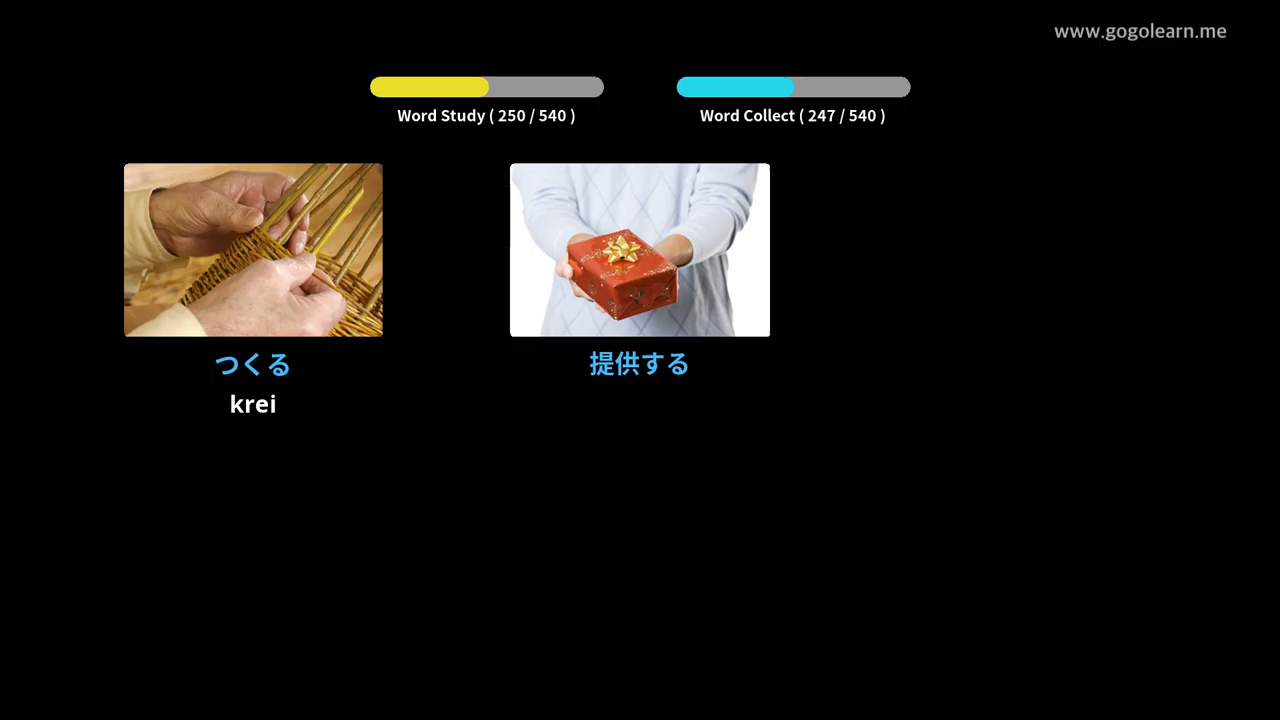 www.gogolearn.me
Word Study ( 250 / 540 )
Word Collect ( 247 / 540 )
つくる
krei
提供する